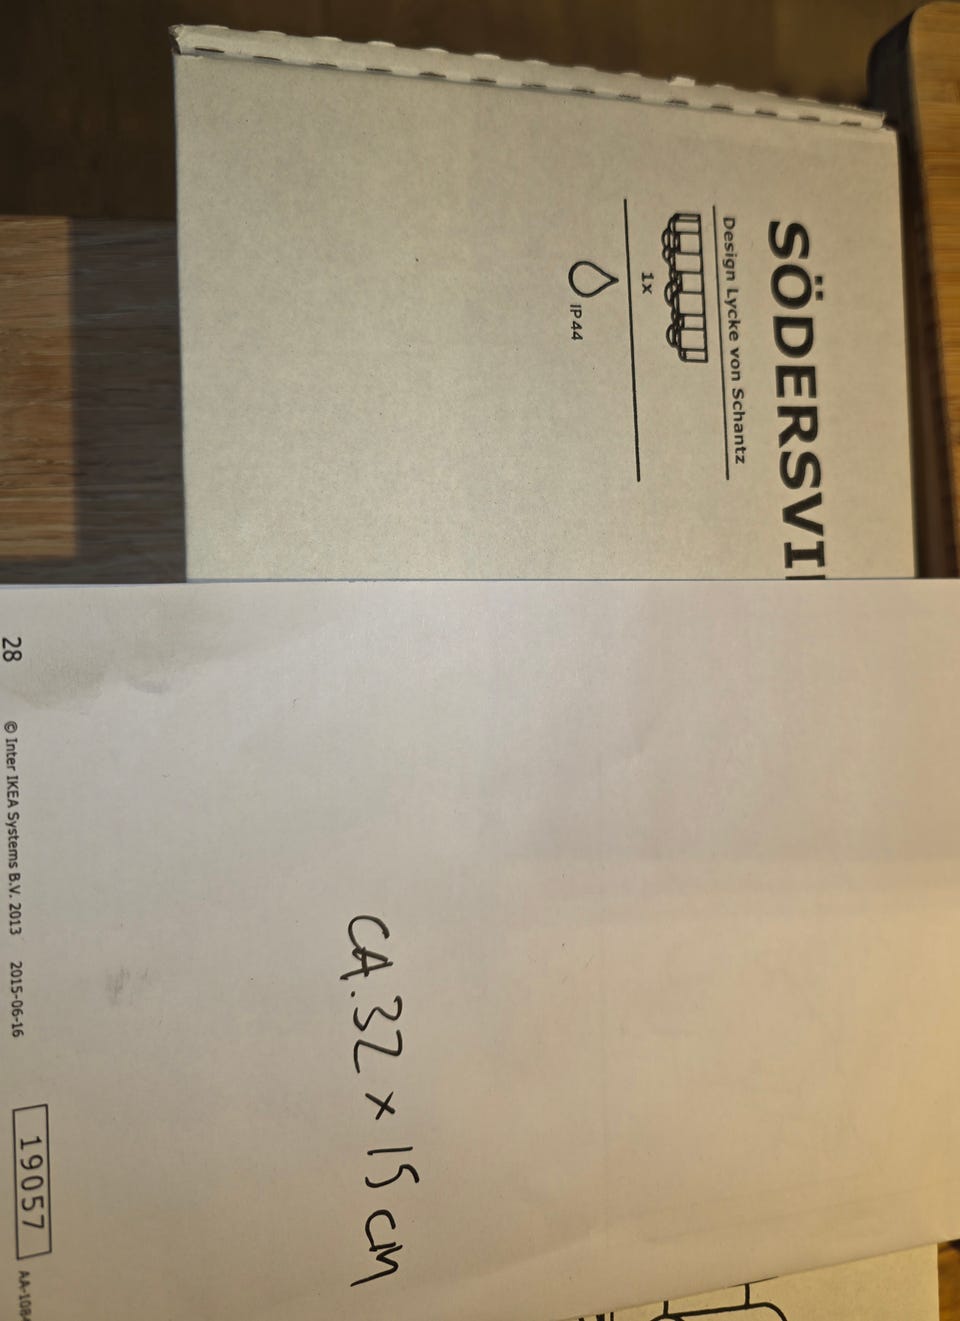 Design Lycke von Schantz
1x
IP44
CA. 32 x 15 CM
28 © Inter IKEA Systems B.V. 2013 2015-06-16 19057